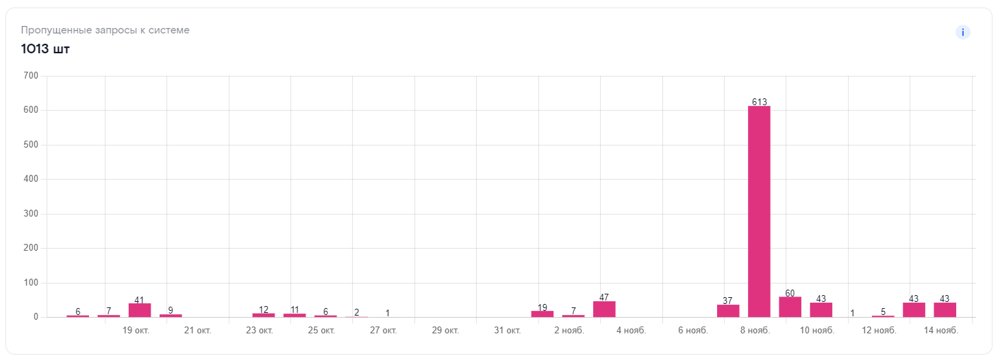 Пропущенные запросы к системе
i
1013 шт
700
600
500
400
300
200
100
0
6 7 41 9 12 11 6 2 1 19 7 47 37 613 60 43 1 5 43 43
19 окт. 21 окт. 23 окт. 25 окт. 27 окт. 29 окт. 31 окт. 2 нояб. 4 нояб. 6 нояб. 8 нояб. 10 нояб. 12 нояб. 14 нояб.